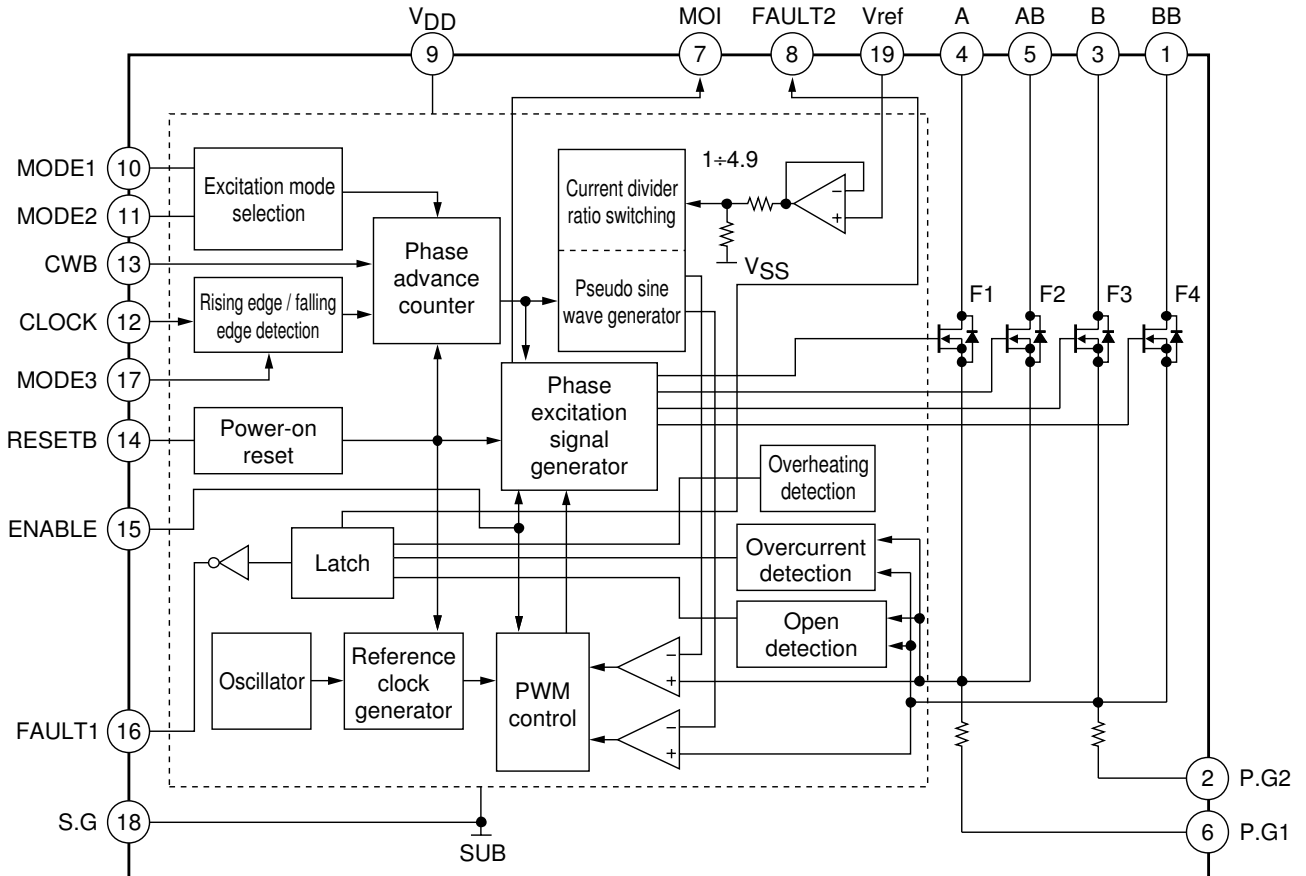 VDD
MOI
FAULT2
Vref
A
AB
B
BB
9
7
8
19
4
5
3
1
MODE1
10
MODE2
11
CWB
13
CLOCK
12
MODE3
17
RESETB
14
ENABLE
15
FAULT1
16
S.G
18
Excitation mode
selection
Phase
advance
counter
Rising edge / falling
edge detection
Power-on
reset
Current divider
ratio switching
Pseudo sine
wave generator
1÷4.9
−
+
VSS
F1
F2
F3
F4
Phase
excitation
signal
generator
Overheating
detection
Latch
Overcurrent
detection
Open
detection
Oscillator
Reference
clock
generator
PWM
control
−
+
−
+
2
P.G2
6
P.G1
SUB